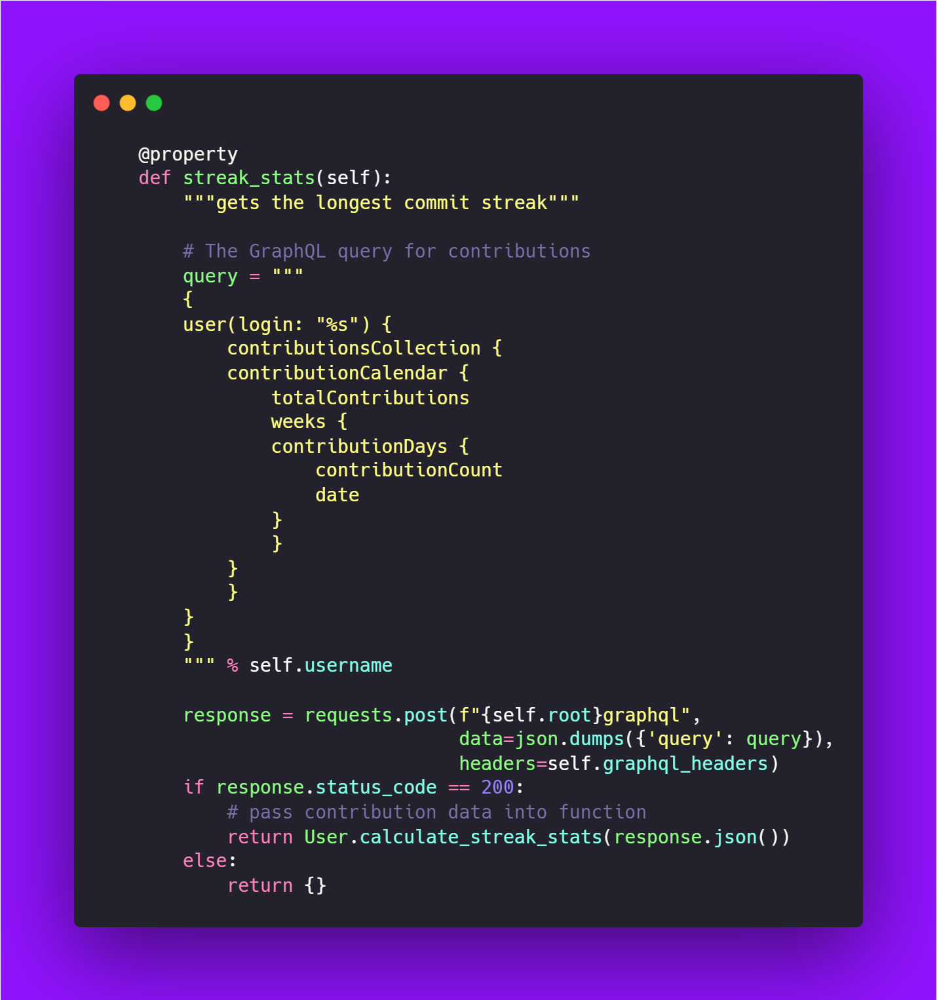 @property
def streak_stats(self):
    """gets the longest commit streak"""

    # The GraphQL query for contributions
    query = """
    {
    user(login: "%s") {
        contributionsCollection {
        contributionCalendar {
            totalContributions
            weeks {
            contributionDays {
                contributionCount
                date
            }
            }
        }
        }
    }
    }
    """ % self.username

    response = requests.post(f"{self.root}graphql",
                             data=json.dumps({'query': query}),
                             headers=self.graphql_headers)
    if response.status_code == 200:
        # pass contribution data into function
        return User.calculate_streak_stats(response.json())
    else:
        return {}